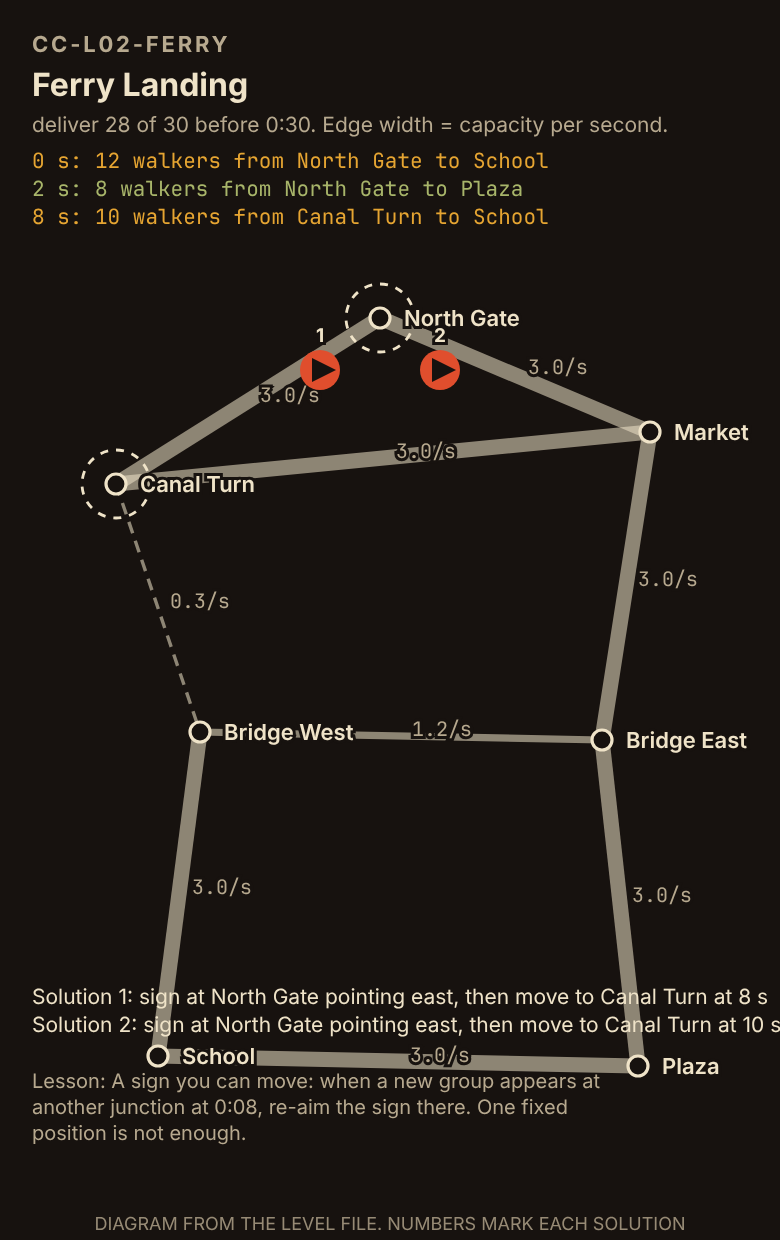 CC-L02-FERRY
Ferry Landing
deliver 28 of 30 before 0:30. Edge width = capacity per second.
0 s: 12 walkers from North Gate to School
2 s: 8 walkers from North Gate to Plaza
8 s: 10 walkers from Canal Turn to School
North Gate
1
2
3.0/s
3.0/s
Market
3.0/s
Canal Turn
3.0/s
0.3/s
Bridge West
1.2/s
Bridge East
3.0/s
3.0/s
Solution 1: sign at North Gate pointing east, then move to Canal Turn at 8 s
Solution 2: sign at North Gate pointing east, then move to Canal Turn at 10 s
School
3.0/s
Plaza
Lesson: A sign you can move: when a new group appears at
another junction at 0:08, re-aim the sign there. One fixed
position is not enough.
DIAGRAM FROM THE LEVEL FILE. NUMBERS MARK EACH SOLUTION